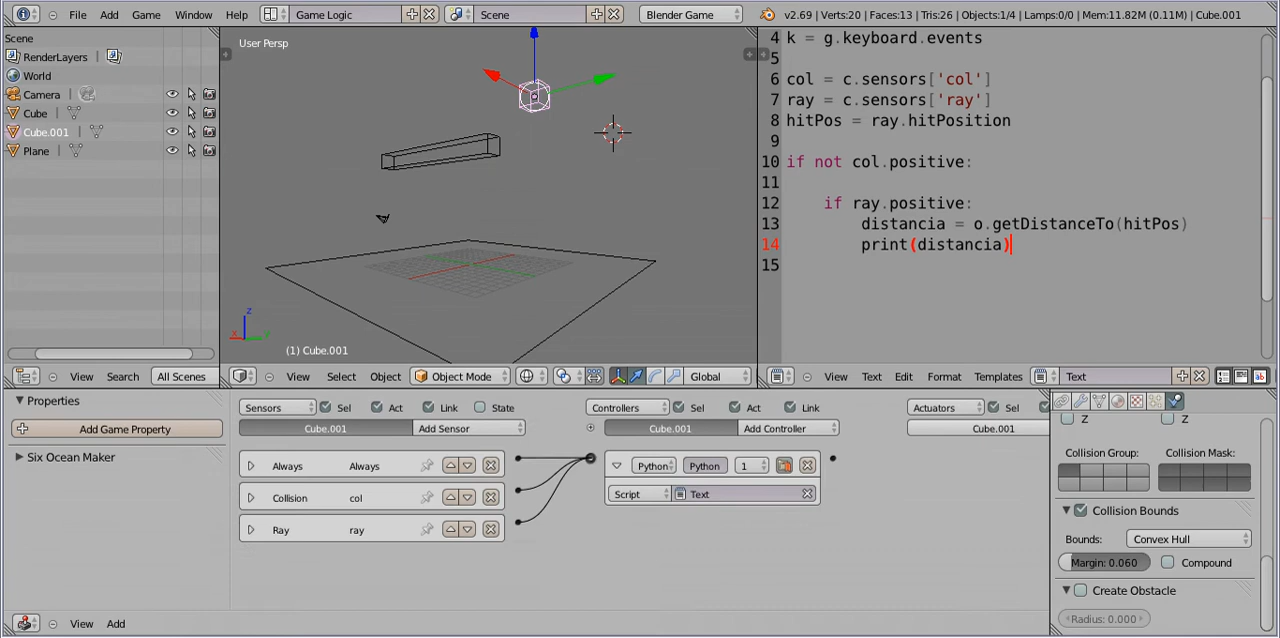 File Add Game Window Help Game Logic Scene Blender Game v2.69 | Verts:20 | Faces:13 | Tris:26 | Objects:1/4 | Lamps:0/0 | Mem:11.82M (0.11M) | Cube.001
Scene
RenderLayers
World
Camera
Cube
Cube.001
Plane
View Search All Scenes
User Persp
z
x
y
(1) Cube.001
View Select Object Object Mode Global
4 k = g.keyboard.events
5
6 col = c.sensors['col']
7 ray = c.sensors['ray']
8 hitPos = ray.hitPosition
9
10 if not col.positive:
11
12 if ray.positive:
13 distancia = o.getDistanceTo(hitPos)
14 print(distancia)
15
View Text Edit Format Templates Text
Properties
Add Game Property
Six Ocean Maker
Sensors Sel Act Link State
Cube.001 Add Sensor
Always Always
Collision col
Ray ray
Controllers Sel Act Link
Cube.001 Add Controller
Python Python 1
Script Text
Actuators Sel
Cube.001
Z Z
Collision Group: Collision Mask:
Collision Bounds
Bounds: Convex Hull
Margin: 0.060 Compound
Create Obstacle
Radius: 0.000
View Add